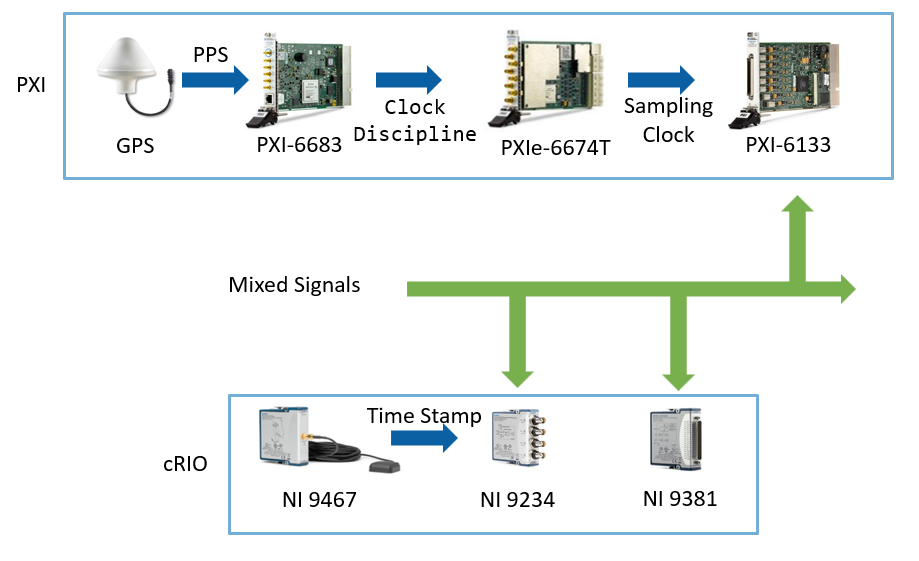 PXI
PPS
GPS
PXI-6683
Clock
Discipline
PXIe-6674T
Sampling
Clock
PXI-6133
Mixed Signals
cRIO
Time Stamp
NI 9467
NI 9234
NI 9381